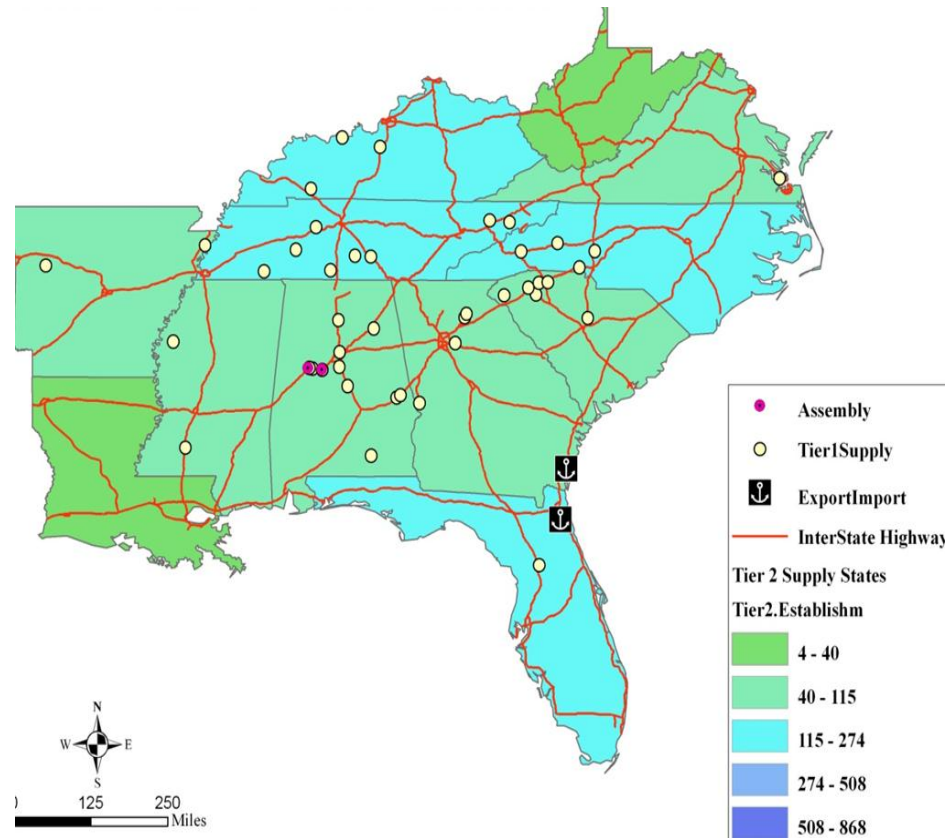 Assembly
Tier1Supply
ExportImport
InterState Highway
Tier 2 Supply States
Tier2.Establishm
4 - 40
40 - 115
115 - 274
274 - 508
508 - 868
N
W E
S
0 125 250
Miles